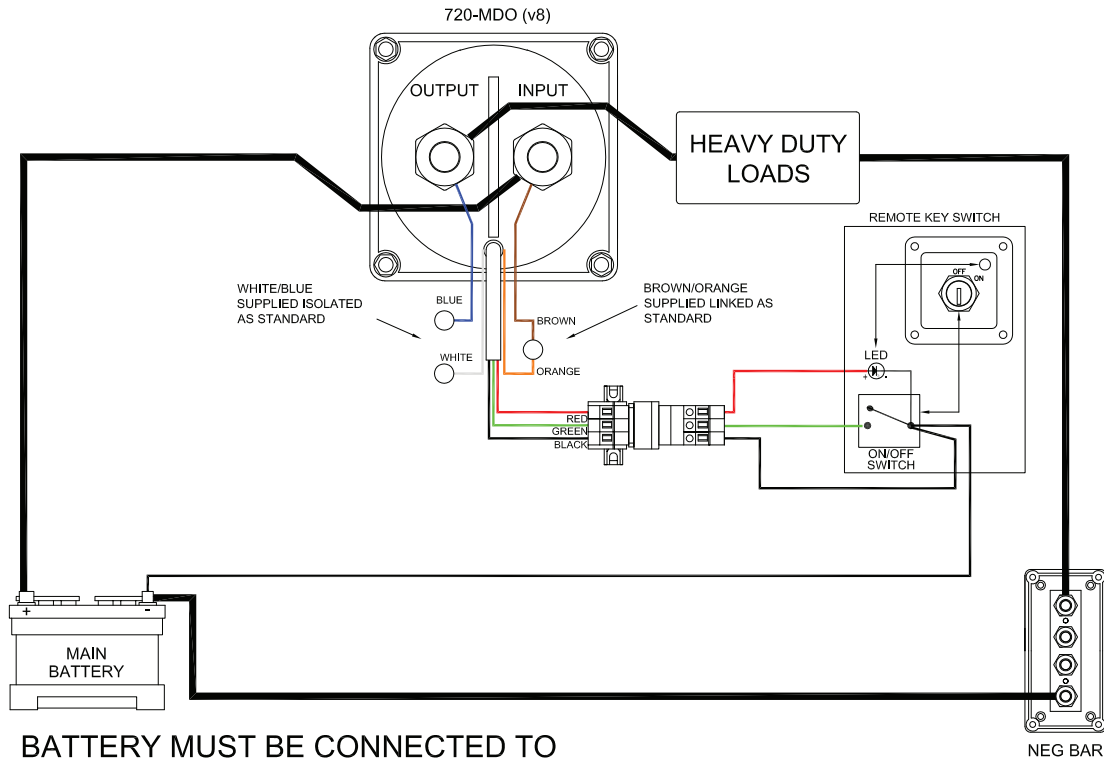 720-MDO (v8)
OUTPUT
INPUT
HEAVY DUTY
LOADS
REMOTE KEY SWITCH
OFF
ON
WHITE/BLUE
SUPPLIED ISOLATED
AS STANDARD
BROWN/ORANGE
SUPPLIED LINKED AS
STANDARD
BLUE
BROWN
WHITE
ORANGE
LED
+
-
RED
GREEN
BLACK
ON/OFF
SWITCH
+
-
MAIN
BATTERY
BATTERY MUST BE CONNECTED TO
NEG BAR